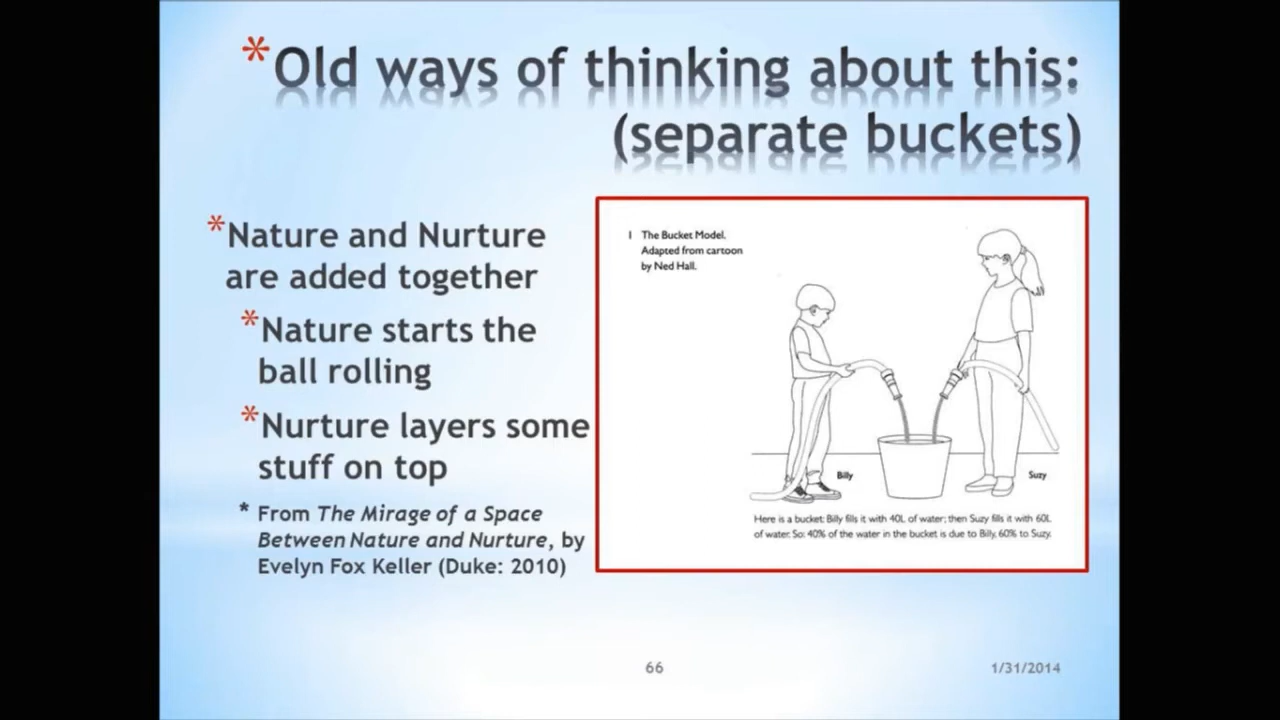 *Old ways of thinking about this:
(separate buckets)
*Nature and Nurture
are added together
*Nature starts the
ball rolling
*Nurture layers some
stuff on top
* From The Mirage of a Space
Between Nature and Nurture, by
Evelyn Fox Keller (Duke: 2010)
1 The Bucket Model.
Adapted from cartoon
by Ned Hall.
Billy
Suzy
Here is a bucket: Billy fills it with 40L of water; then Suzy fills it with 60L
of water. So: 40% of the water in the bucket is due to Billy, 60% to Suzy.
66
1/31/2014